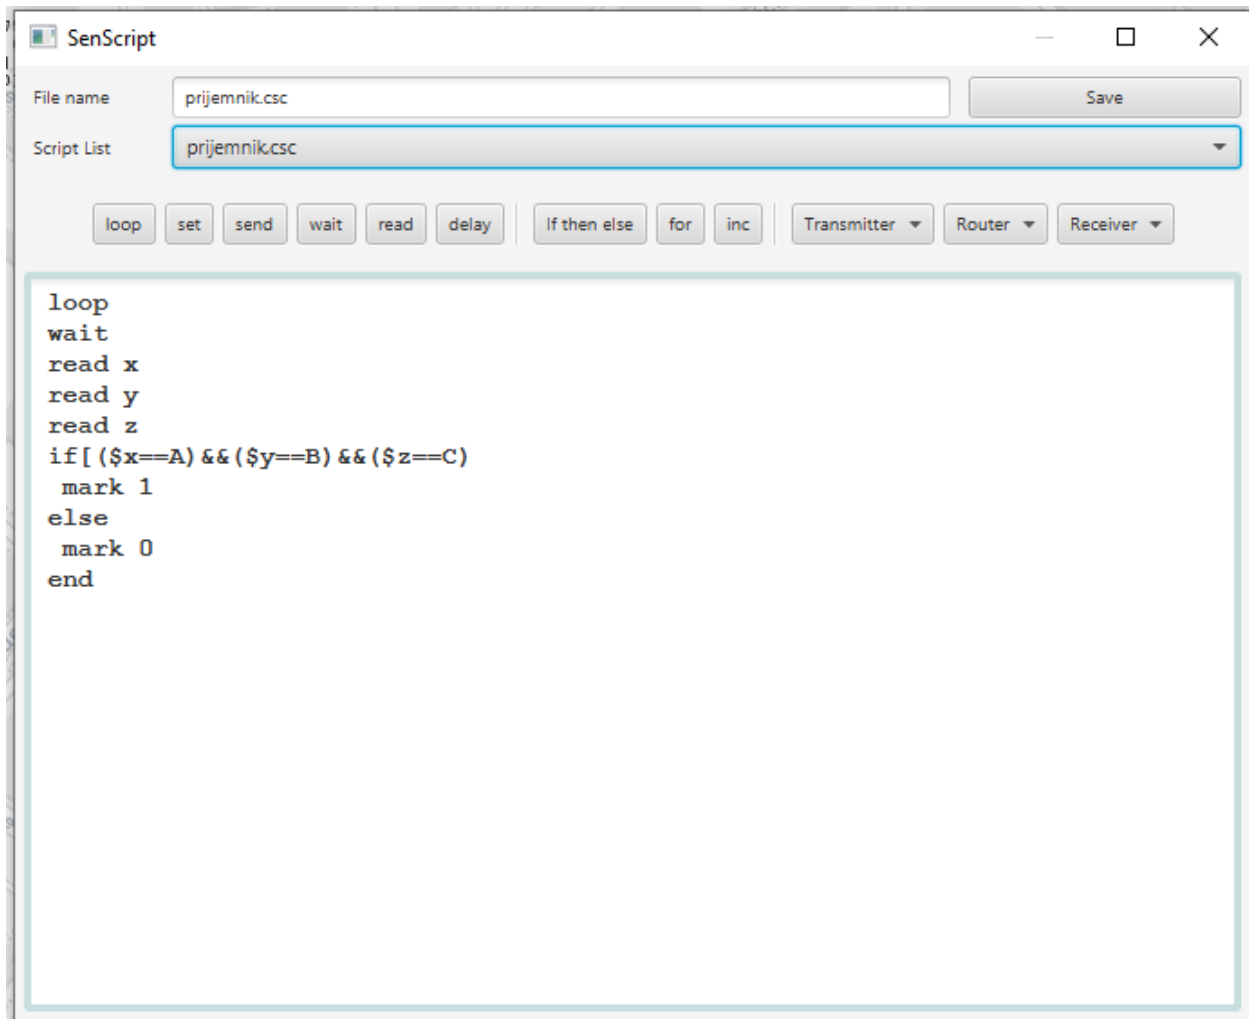 SenScript
File name prijemnik.csc Save
Script List prijemnik.csc
loop set send wait read delay If then else for inc Transmitter Router Receiver
loop
wait
read x
read y
read z
if[($x==A)&&($y==B)&&($z==C)
mark 1
else
mark 0
end